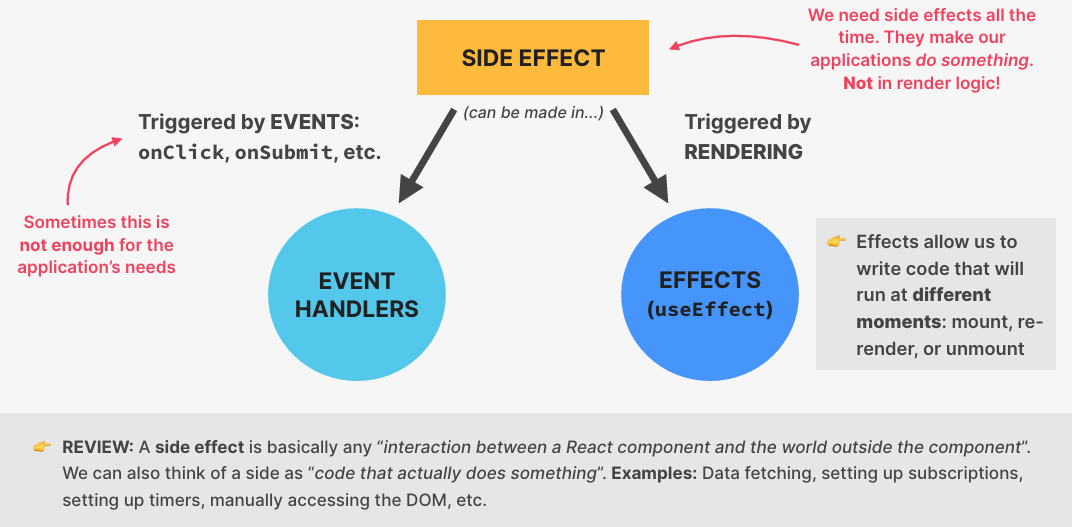 We need side effects all the
time. They make our
applications do something.
Not in render logic!
SIDE EFFECT
(can be made in...)
Triggered by EVENTS:
onClick, onSubmit, etc.
Triggered by
RENDERING
Sometimes this is
not enough for the
application’s needs
EVENT
HANDLERS
EFFECTS
(useEffect)
👉 Effects allow us to
write code that will
run at different
moments: mount, re-
render, or unmount
👉 REVIEW: A side effect is basically any “interaction between a React component and the world outside the component”.
We can also think of a side as “code that actually does something”. Examples: Data fetching, setting up subscriptions,
setting up timers, manually accessing the DOM, etc.